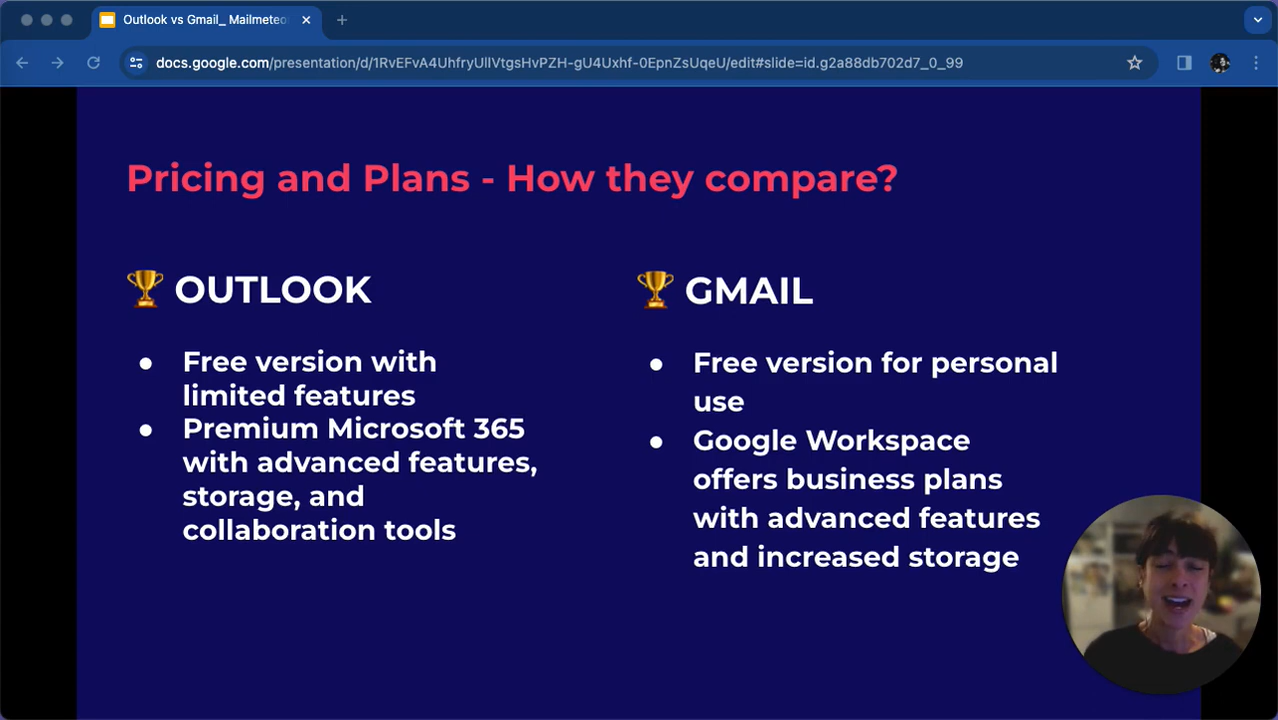 Outlook vs Gmail_ Mailmeteo
docs.google.com/presentation/d/1RvEFvA4UhfryUlIVtgsHvPZH-gU4Uxhf-0EpnZsUqeU/edit#slide=id.g2a88db702d7_0_99
Pricing and Plans - How they compare?
🏆 OUTLOOK
● Free version with
limited features
● Premium Microsoft 365
with advanced features,
storage, and
collaboration tools
🏆 GMAIL
● Free version for personal
use
● Google Workspace
offers business plans
with advanced features
and increased storage